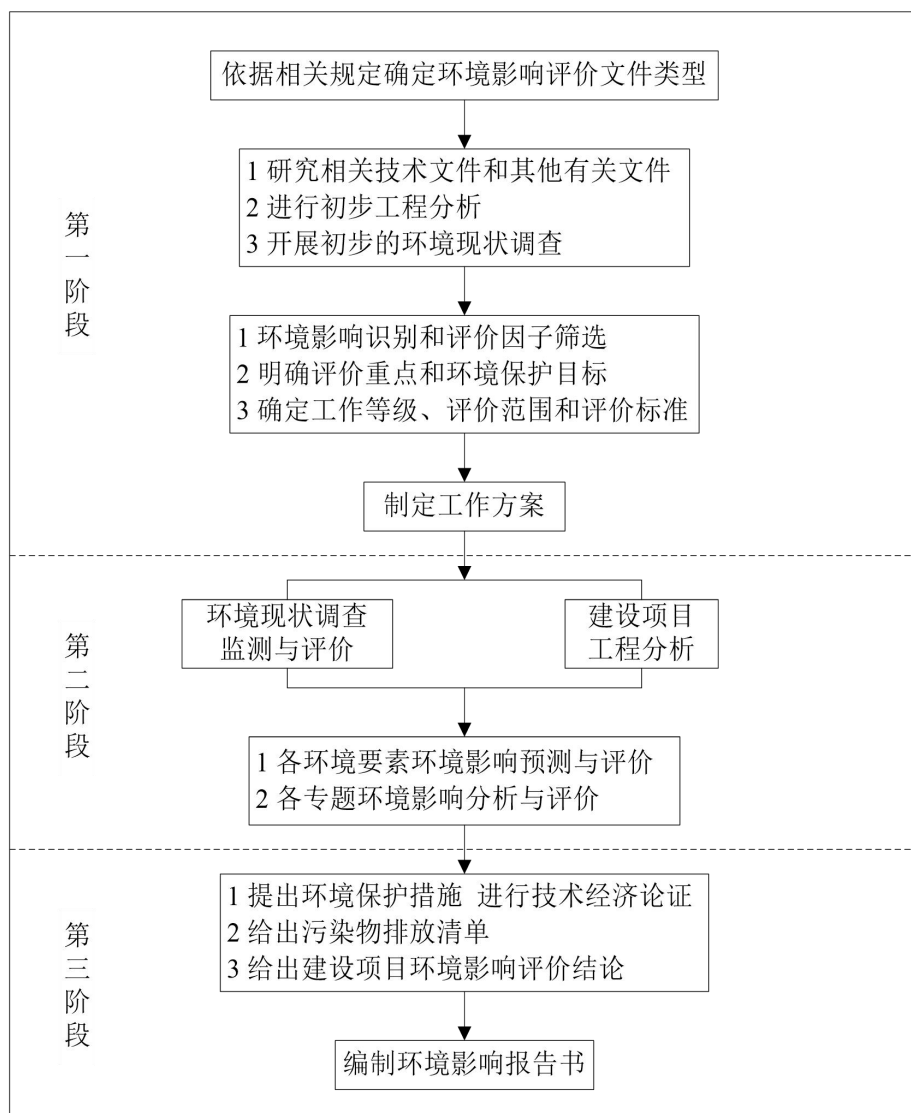 第一阶段
依据相关规定确定环境影响评价文件类型
1 研究相关技术文件和其他有关文件
2 进行初步工程分析
3 开展初步的环境现状调查
1 环境影响识别和评价因子筛选
2 明确评价重点和环境保护目标
3 确定工作等级、评价范围和评价标准
制定工作方案
第二阶段
环境现状调查
监测与评价
建设项目
工程分析
1 各环境要素环境影响预测与评价
2 各专题环境影响分析与评价
第三阶段
1 提出环境保护措施 进行技术经济论证
2 给出污染物排放清单
3 给出建设项目环境影响评价结论
编制环境影响报告书